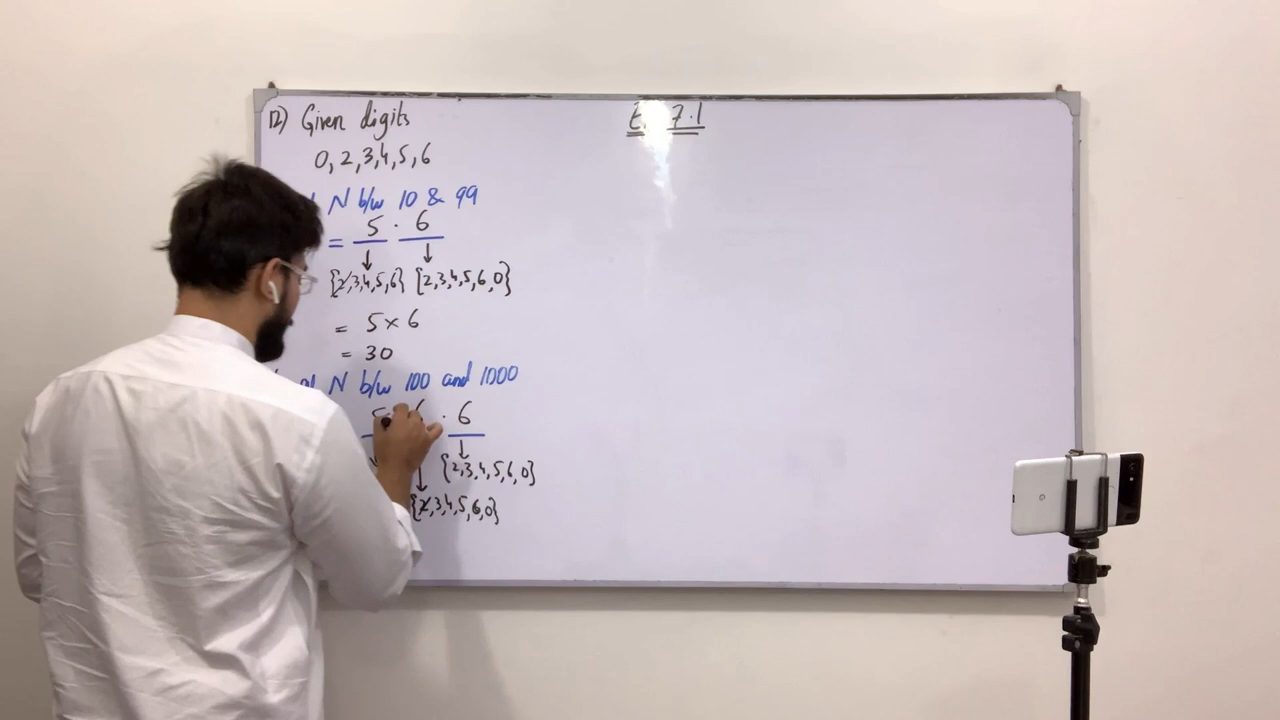 12) Given digits
0, 2, 3, 4, 5, 6
N b/w 10 & 99
= 5 . 6
{2,3,4,5,6} {2,3,4,5,6,0}
= 5 × 6
= 30
N b/w 100 and 1000
5 . 6 . 6
{2,3,4,5,6,0}
{2,3,4,5,6,0}
7.1